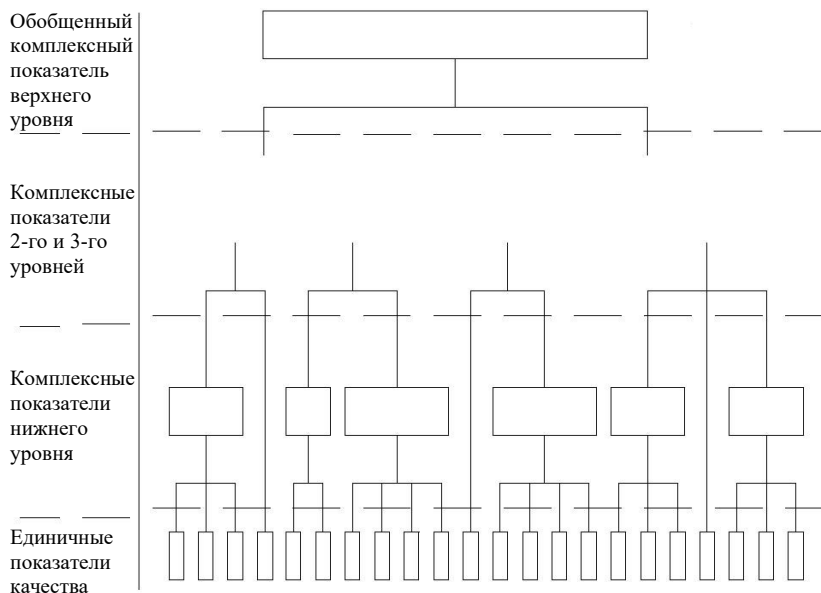 Обобщенный
комплексный
показатель
верхнего
уровня
Комплексные
показатели
2-го и 3-го
уровней
Комплексные
показатели
нижнего
уровня
Единичные
показатели
качества